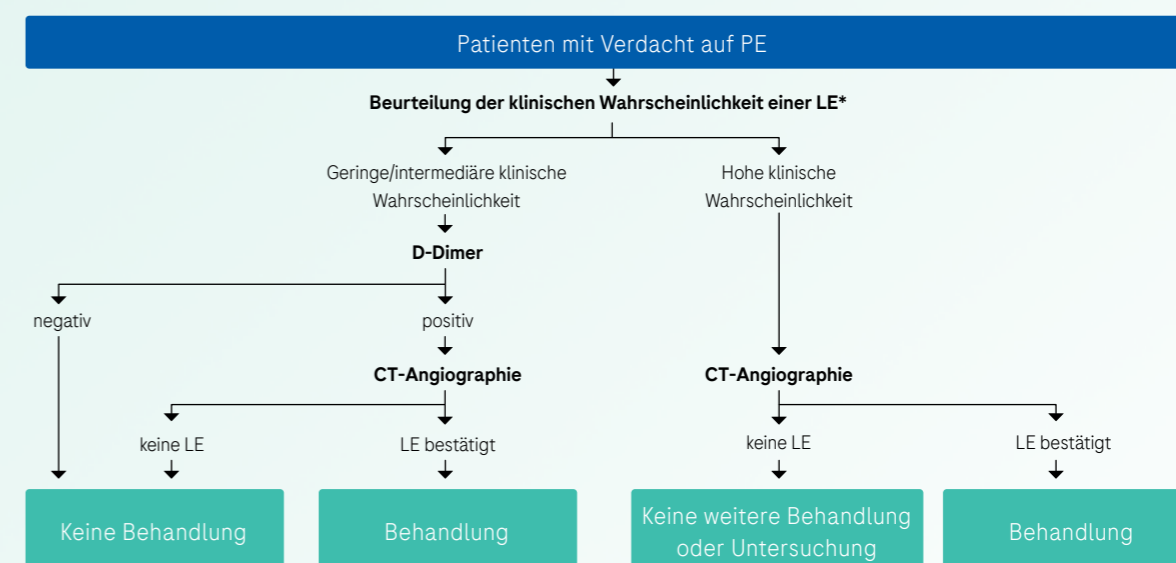 Patienten mit Verdacht auf PE
Beurteilung der klinischen Wahrscheinlichkeit einer LE*
Geringe/intermediäre klinische
Wahrscheinlichkeit
Hohe klinische
Wahrscheinlichkeit
D-Dimer
negativ
positiv
CT-Angiographie
CT-Angiographie
keine LE
LE bestätigt
keine LE
LE bestätigt
Keine Behandlung
Behandlung
Keine weitere Behandlung
oder Untersuchung
Behandlung